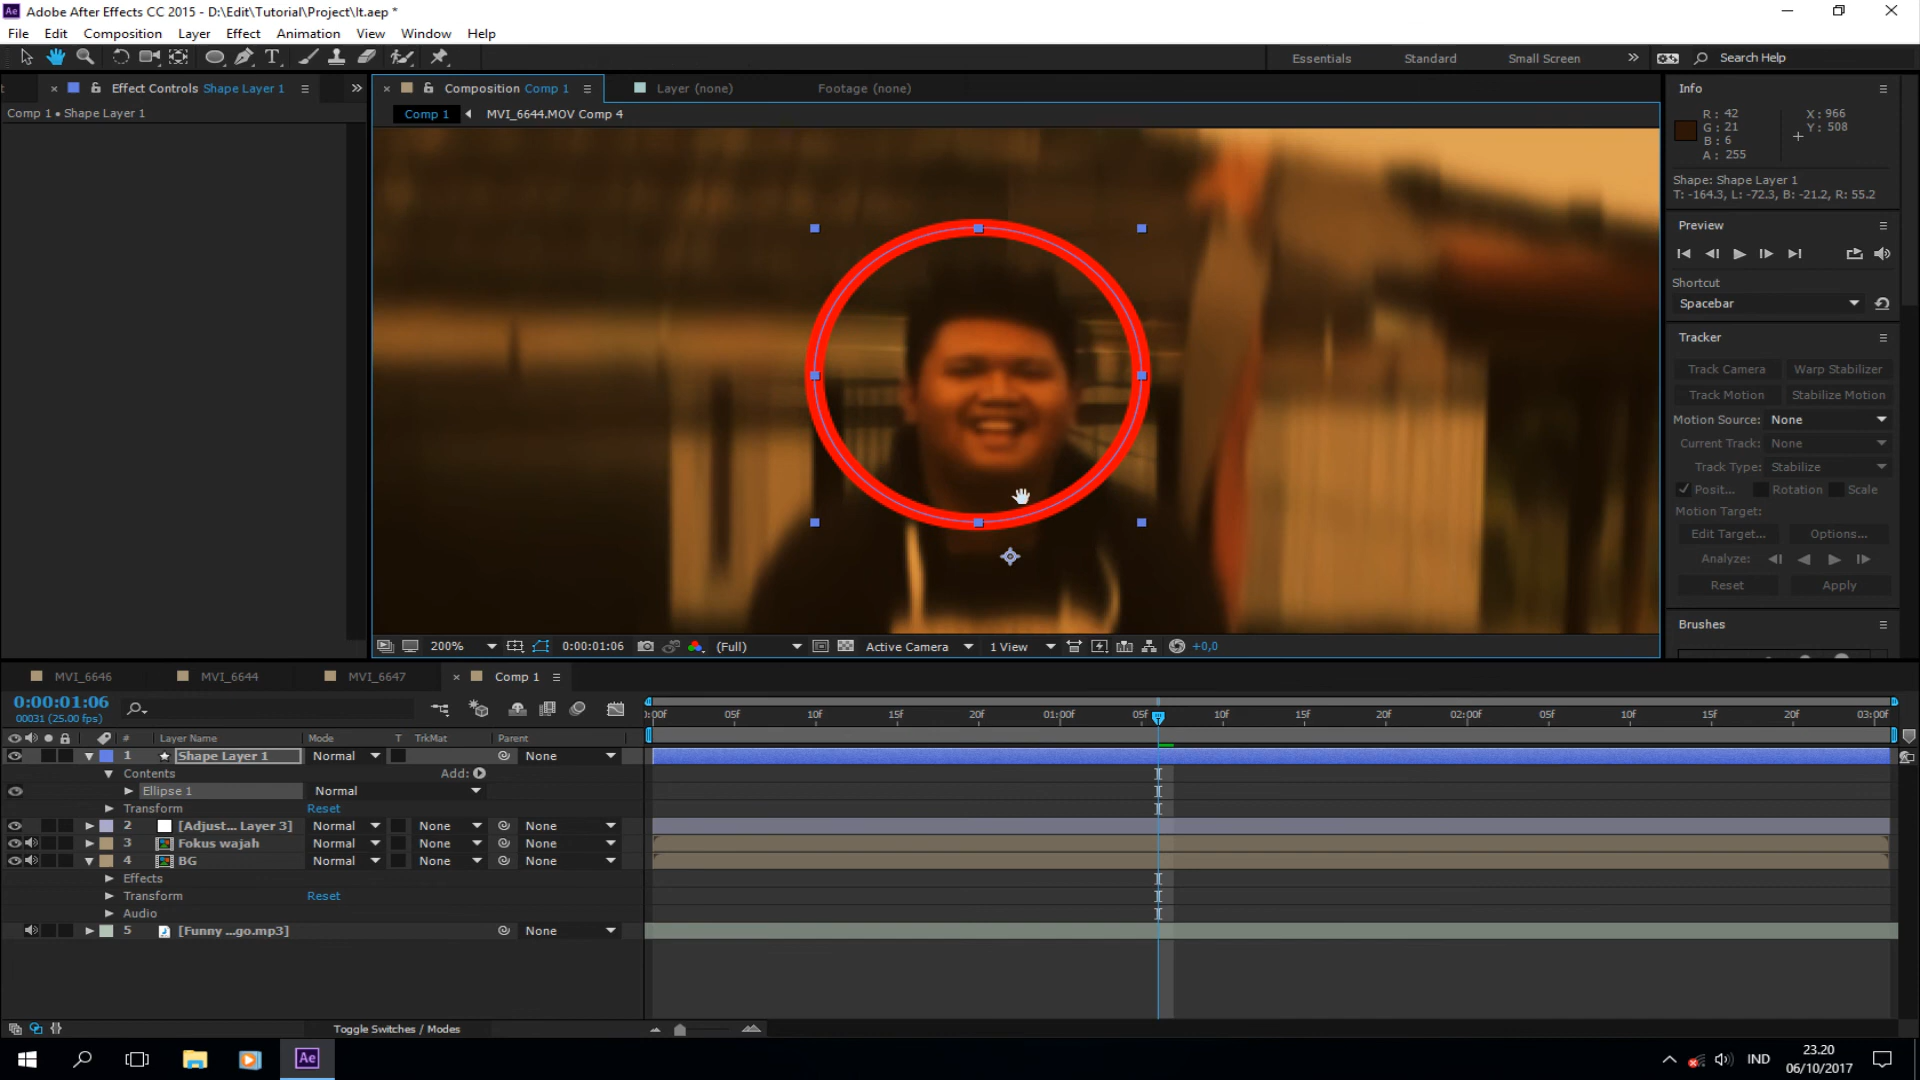 Adobe After Effects CC 2015 - D:\Edit\Tutorial\Project\lt.aep *
File Edit Composition Layer Effect Animation View Window Help
Essentials Standard Small Screen Search Help
Effect Controls Shape Layer 1
Composition Comp 1
Layer (none)
Footage (none)
Comp 1 • Shape Layer 1
Comp 1
MVI_6644.MOV Comp 4
Info
R: 42
G: 21
B: 6
A: 255
X: 966
Y: 508
Shape: Shape Layer 1
T: -164.3, L: -72.3, B: -21.2, R: 55.2
Preview
Shortcut
Spacebar
Tracker
Track Camera Warp Stabilizer
Track Motion Stabilize Motion
Motion Source: None
Current Track: None
Track Type: Stabilize
Posit... Rotation Scale
Motion Target:
Edit Target... Options...
Analyze:
Reset Apply
Brushes
200% 0:00:01:06 (Full) Active Camera 1 View +0,0
MVI_6646 MVI_6644 MVI_6647 Comp 1
0:00:01:06
00031 (25.00 fps)
:00f 05f 10f 15f 20f 01:00f 05f 10f 15f 20f 02:00f 05f 10f 15f 20f 03:00f
# Layer Name Mode T TrkMat Parent
1 Shape Layer 1 Normal None
Contents Add:
Ellipse 1 Normal
Transform Reset
2 [Adjust... Layer 3] Normal None None
3 Fokus wajah Normal None None
4 BG Normal None None
Effects
Transform Reset
Audio
5 [Funny ...go.mp3] None
Toggle Switches / Modes
Ae
IND
23.20
06/10/2017